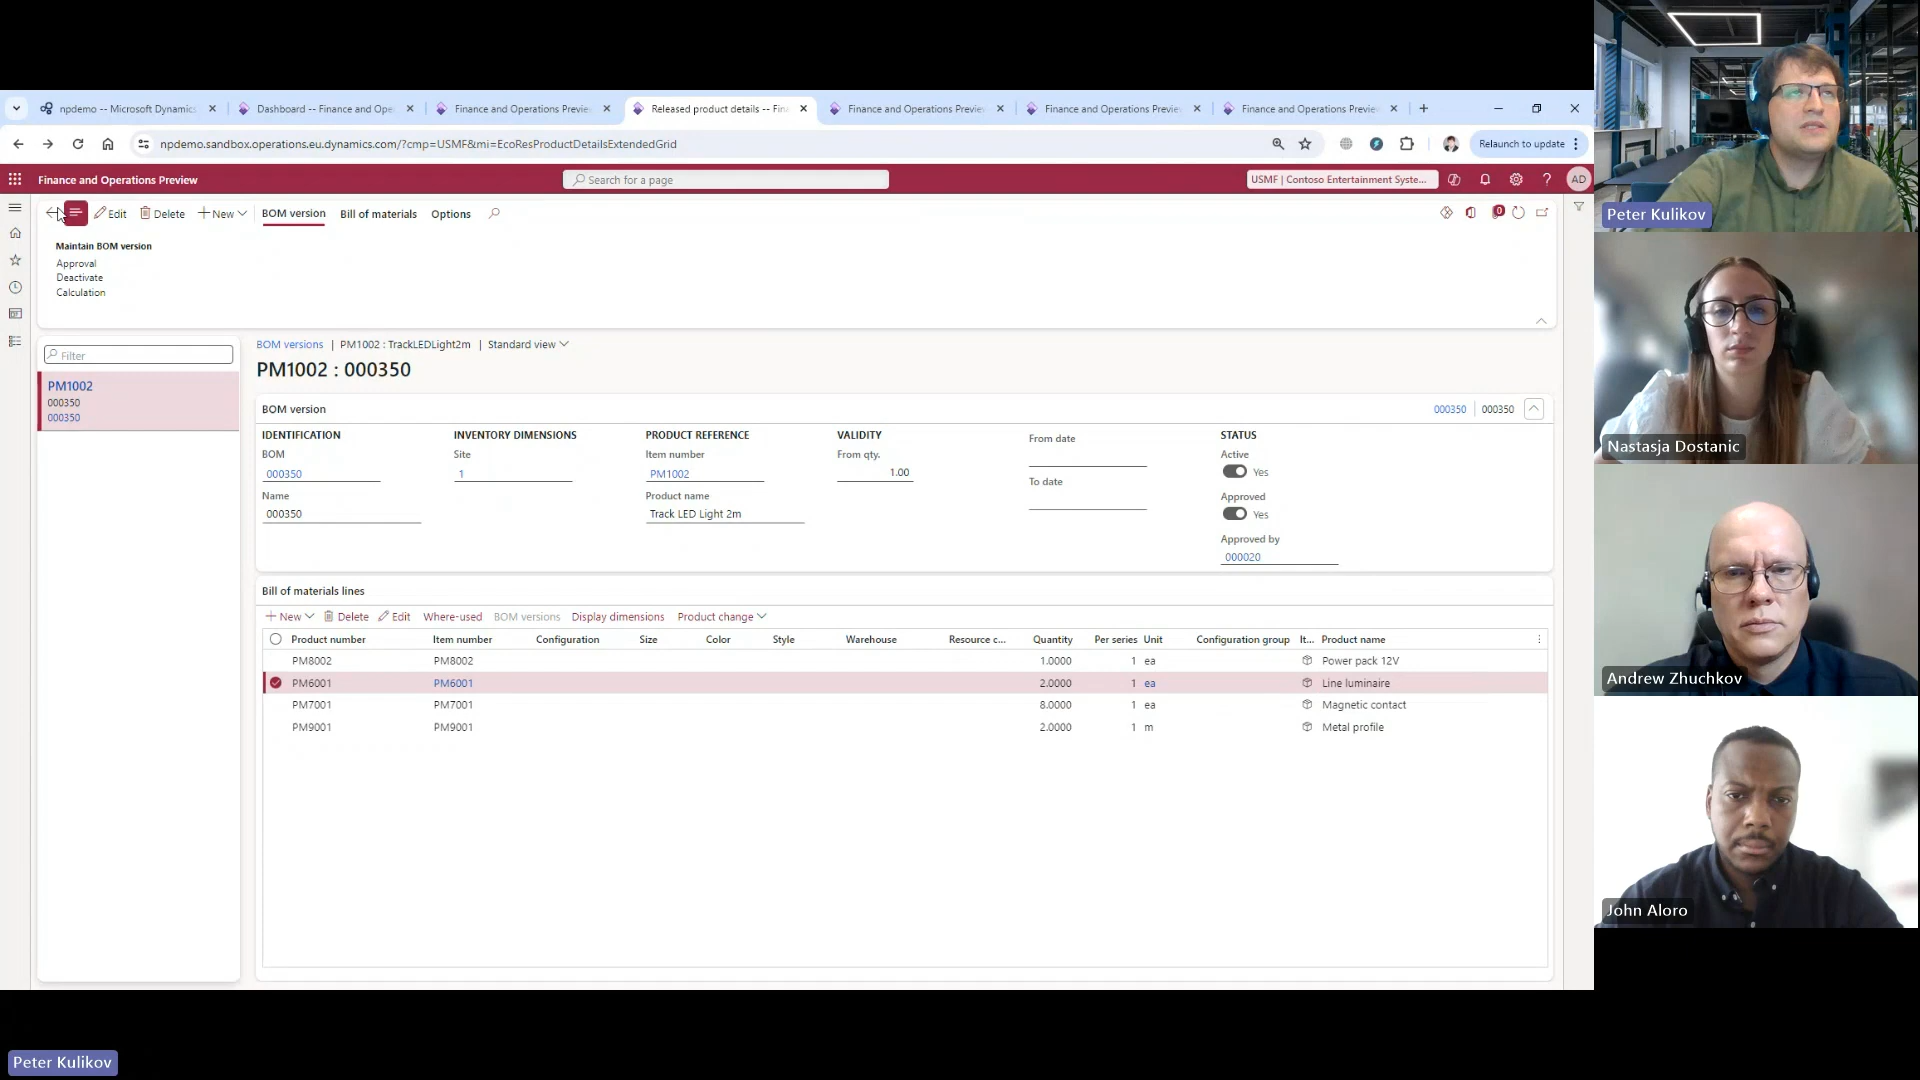 npdemo -- Microsoft Dynamics
Dashboard -- Finance and Ope
Finance and Operations Preview
Released product details -- Fin
Finance and Operations Preview
Finance and Operations Preview
Finance and Operations Preview
npdemo.sandbox.operations.eu.dynamics.com/?cmp=USMF&mi=EcoResProductDetailsExtendedGrid
Relaunch to update
Finance and Operations Preview
Search for a page
USMF | Contoso Entertainment Syste...
AD
Edit
Delete
New
BOM version
Bill of materials
Options
0
Maintain BOM version
Approval
Deactivate
Calculation
Filter
PM1002
000350
000350
BOM versions | PM1002 : TrackLEDLight2m | Standard view
PM1002 : 000350
BOM version
000350 | 000350
IDENTIFICATION
BOM
000350
Name
000350
INVENTORY DIMENSIONS
Site
1
PRODUCT REFERENCE
Item number
PM1002
Product name
Track LED Light 2m
VALIDITY
From qty.
1.00
From date
To date
STATUS
Active
Yes
Approved
Yes
Approved by
000020
Bill of materials lines
New Delete Edit Where-used BOM versions Display dimensions Product change
Product number Item number Configuration Size Color Style Warehouse Resource c... Quantity Per series Unit Configuration group It... Product name
PM8002 PM8002 1.0000 1 ea Power pack 12V
PM6001 PM6001 2.0000 1 ea Line luminaire
PM7001 PM7001 8.0000 1 ea Magnetic contact
PM9001 PM9001 2.0000 1 m Metal profile
Peter Kulikov
Nastasja Dostanic
Andrew Zhuchkov
John Aloro
Peter Kulikov